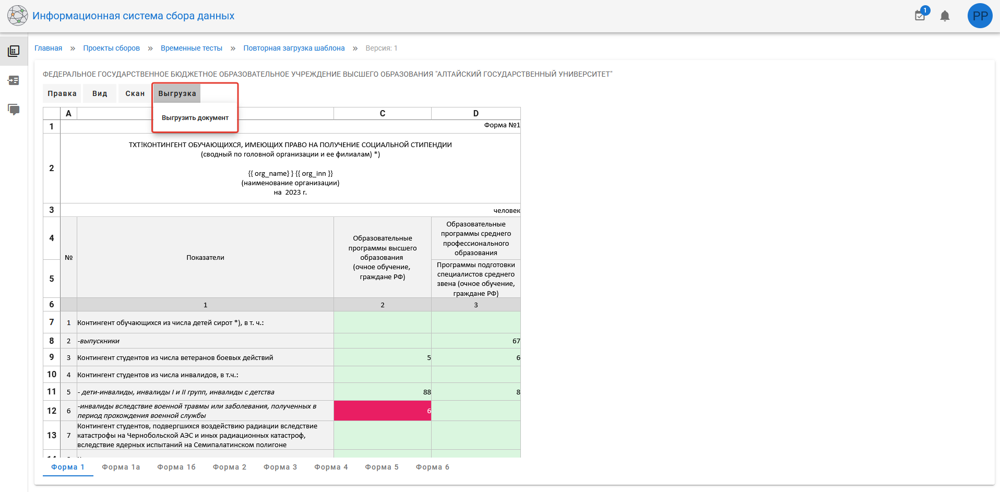 Информационная система сбора данных
1
РР
Главная » Проекты сборов » Временные тесты » Повторная загрузка шаблона » Версия: 1
ФЕДЕРАЛЬНОЕ ГОСУДАРСТВЕННОЕ БЮДЖЕТНОЕ ОБРАЗОВАТЕЛЬНОЕ УЧРЕЖДЕНИЕ ВЫСШЕГО ОБРАЗОВАНИЯ "АЛТАЙСКИЙ ГОСУДАРСТВЕННЫЙ УНИВЕРСИТЕТ"
Правка Вид Скан Выгрузка
Выгрузить документ
A C D
1 Форма №1
2
ТХТ!КОНТИНГЕНТ ОБУЧАЮЩИХСЯ, ИМЕЮЩИХ ПРАВО НА ПОЛУЧЕНИЕ СОЦИАЛЬНОЙ СТИПЕНДИИ
(сводный по головной организации и ее филиалам) *)
{{ org_name} } {{ org_inn }}
(наименование организации)
на 2023 г.
3 человек
4
5
№
Показатели
Образовательные
программы высшего
образования
(очное обучение,
граждане РФ)
Образовательные
программы среднего
профессионального
образования
Программы подготовки
специалистов среднего
звена (очное обучение,
граждане РФ)
6 1 2 3
7 1 Контингент обучающихся из числа детей сирот *), в т. ч.:
8 2 -выпускники 67
9 3 Контингент студентов из числа ветеранов боевых действий 5 6
10 4 Контингент студентов из числа инвалидов, в т.ч.:
11 5 - дети-инвалиды, инвалиды I и II групп, инвалиды с детства 88 8
12 6 -инвалиды вследствие военной травмы или заболевания, полученных в 6
период прохождения военной службы
13 7 Контингент студентов, подвергшихся воздействию радиации вследствие
катастрофы на Чернобольской АЭС и иных радиационных катастроф,
вследствие ядерных испытаний на Семипалатинском полигоне
Форма 1 Форма 1а Форма 1б Форма 2 Форма 3 Форма 4 Форма 5 Форма 6